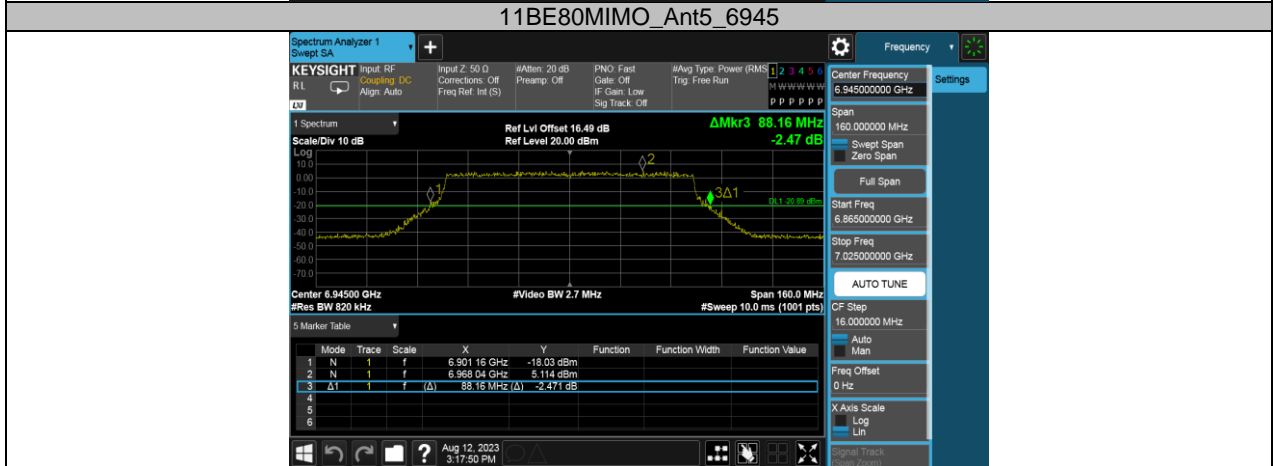 11BE80MIMO_Ant5_6945
Spectrum Analyzer 1
Swept SA
+
Frequency
KEYSIGHT
RL
LXI
Input: RF
Coupling: DC
Align: Auto
Input Z: 50 Ω
Corrections: Off
Freq Ref: Int (S)
#Atten: 20 dB
Preamp: Off
PNO: Fast
Gate: Off
IF Gain: Low
Sig Track: Off
#Avg Type: Power (RMS
Trig: Free Run
1 2 3 4 5 6
M W W W W W
P P P P P P
Center Frequency
6.945000000 GHz
Settings
Span
160.000000 MHz
Swept Span
Zero Span
Full Span
Start Freq
6.865000000 GHz
Stop Freq
7.025000000 GHz
AUTO TUNE
CF Step
16.000000 MHz
Auto
Man
Freq Offset
0 Hz
X Axis Scale
Log
Lin
Signal Track
(Span Zoom)
1 Spectrum
Scale/Div 10 dB
Ref Lvl Offset 16.49 dB
Ref Level 20.00 dBm
ΔMkr3 88.16 MHz
-2.47 dB
Log
10.0
0.00
-10.0
-20.0
-30.0
-40.0
-50.0
-60.0
-70.0
1
2
3Δ1
DL1 -20.89 dBm
Center 6.94500 GHz
#Video BW 2.7 MHz
Span 160.0 MHz
#Res BW 820 kHz
#Sweep 10.0 ms (1001 pts)
5 Marker Table
Mode Trace Scale X Y Function Function Width Function Value
1 N 1 f 6.901 16 GHz -18.03 dBm
2 N 1 f 6.968 04 GHz 5.114 dBm
3 Δ1 1 f (Δ) 88.16 MHz (Δ) -2.471 dB
4
5
6
?
Aug 12, 2023
3:17:50 PM